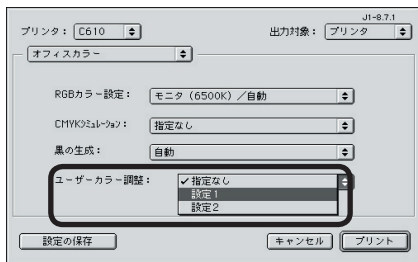 J1-8.7.1
プリンタ： C610 出力対象： プリンタ
オフィスカラー
RGBカラー設定： モニタ（6500K）／自動
CMYKシミュレーション： 指定なし
黒の生成： 自動
ユーザーカラー調整： ✓指定なし
設定1
設定2
設定の保存 キャンセル プリント